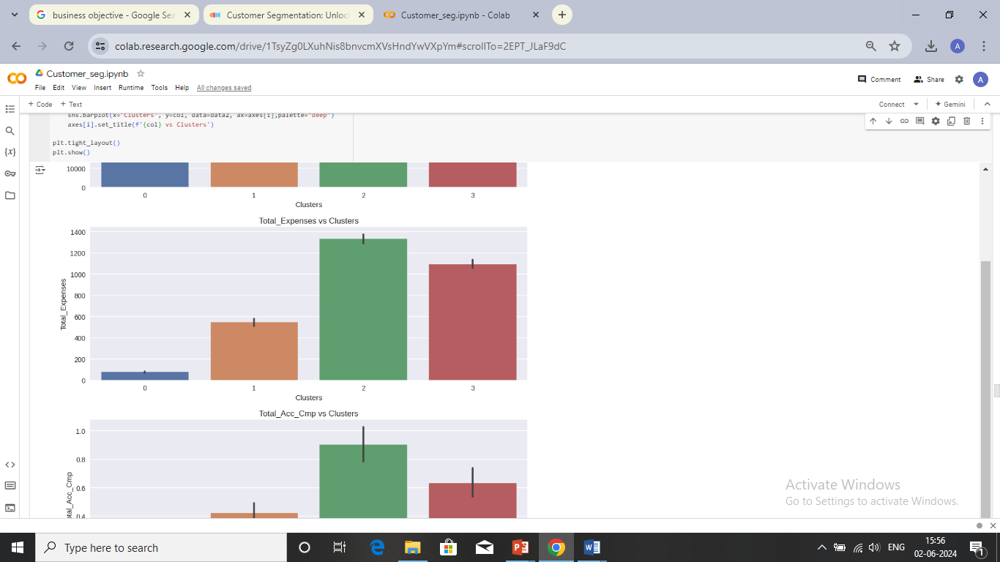 business objective - Google Sea
Customer Segmentation: Unloc
Customer_seg.ipynb - Colab
colab.research.google.com/drive/1TsyZg0LXuhNis8bnvcmXVsHndYwVXpYm#scrollTo=2EPT_JLaF9dC
A
Customer_seg.ipynb
Comment
Share
A
File Edit View Insert Runtime Tools Help All changes saved
+ Code + Text
Connect
Gemini
sns.barplot(x='Clusters', y=col, data=data2, ax=axes[i],palette="deep")
axes[i].set_title(f'{col} vs Clusters')
plt.tight_layout()
plt.show()
10000
0
0 1 2 3
Clusters
Total_Expenses vs Clusters
1400
1200
1000
800
600
400
200
0
Total_Expenses
0 1 2 3
Clusters
Total_Acc_Cmp vs Clusters
1.0
0.8
0.6
0.4
tal_Acc_Cmp
Activate Windows
Go to Settings to activate Windows.
Type here to search
ENG
15:56
02-06-2024
1